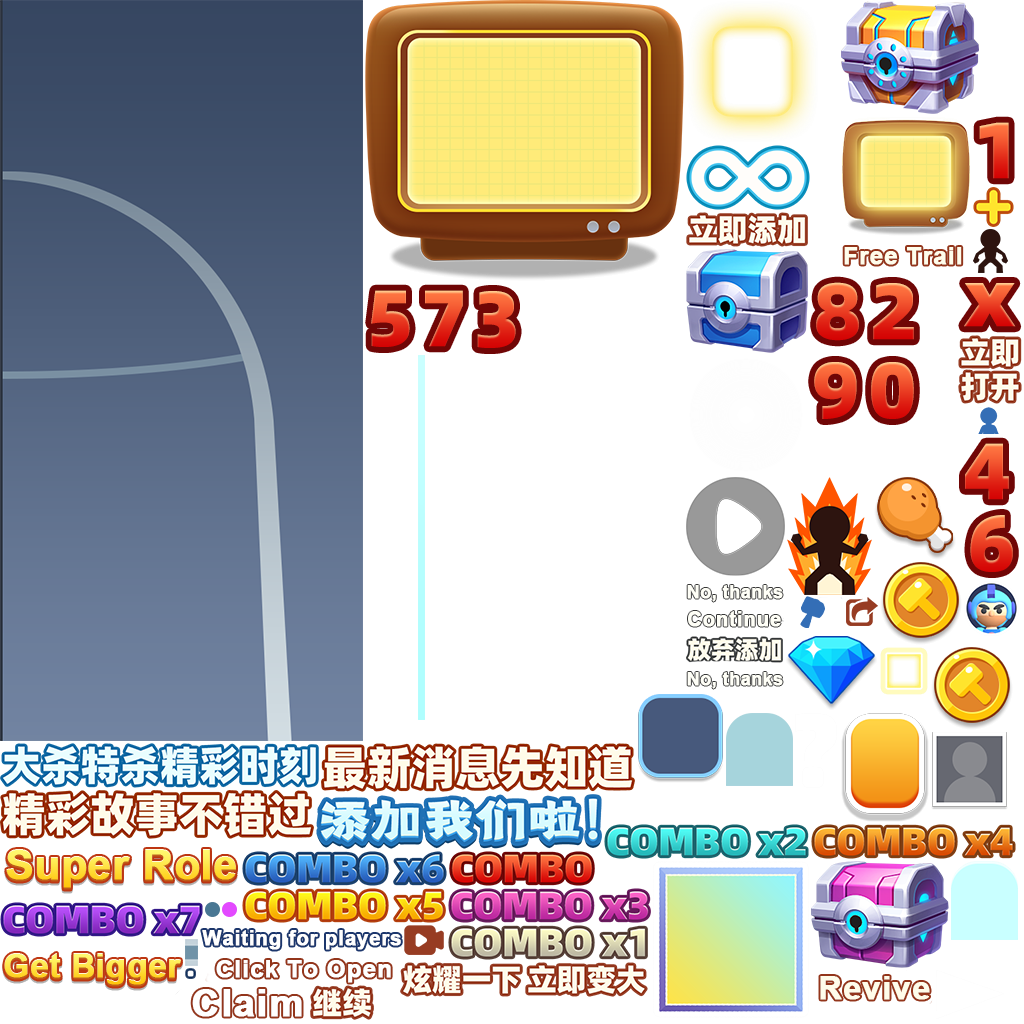 1
+
立即添加
Free Trail
573
82
X
立即
打开
90
4
6
No, thanks
Continue
放弃添加
No, thanks
大杀特杀精彩时刻
最新消息先知道
精彩故事不错过
添加我们啦!
COMBO x2
COMBO x4
Super Role
COMBO x6
COMBO
COMBO x7
COMBO x5
COMBO x3
Waiting for players
COMBO x1
Get Bigger
Click To Open
炫耀一下
立即变大
Claim
继续
Revive